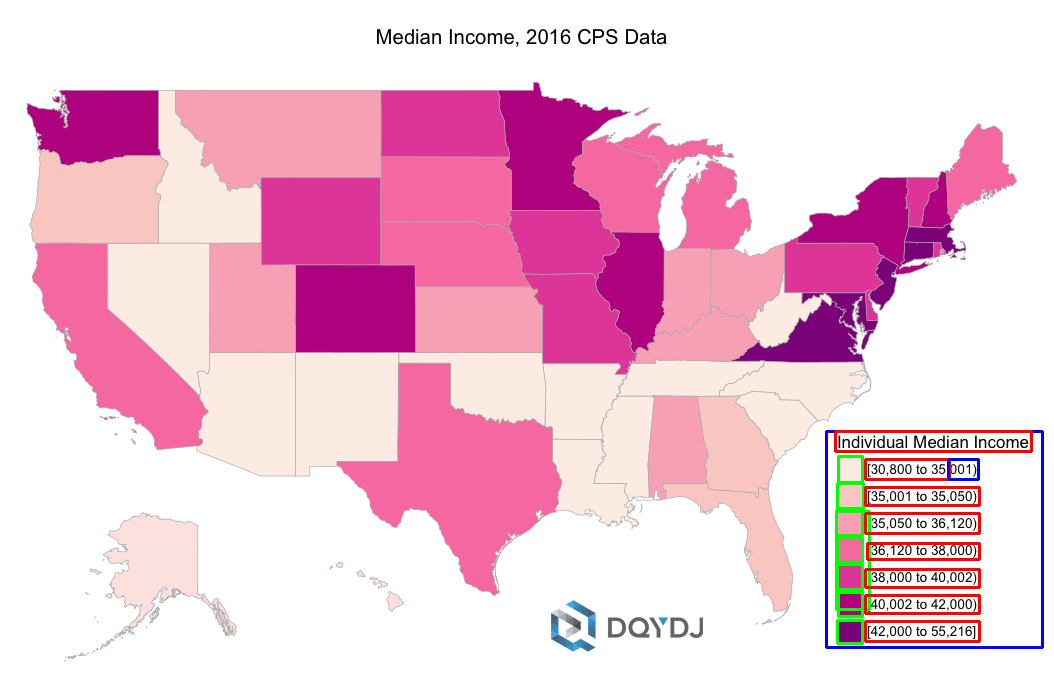 Median Income, 2016 CPS Data
Individual Median Income
[30,800 to 35,001)
[35,001 to 35,050)
[35,050 to 36,120)
[36,120 to 38,000)
[38,000 to 40,002)
[40,002 to 42,000)
[42,000 to 55,216]
DQYDJ